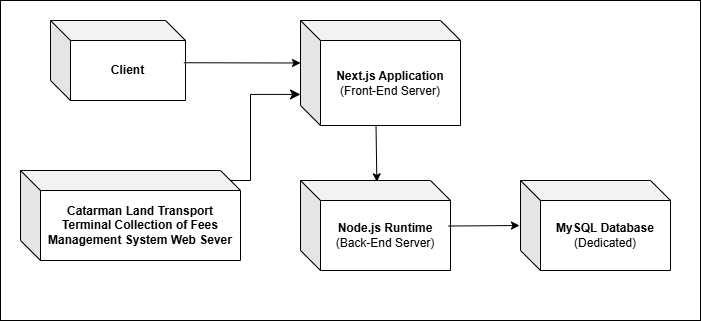 Client
Next.js Application
(Front-End Server)
Catarman Land Transport
Terminal Collection of Fees
Management System Web Sever
Node.js Runtime
(Back-End Server)
MySQL Database
(Dedicated)